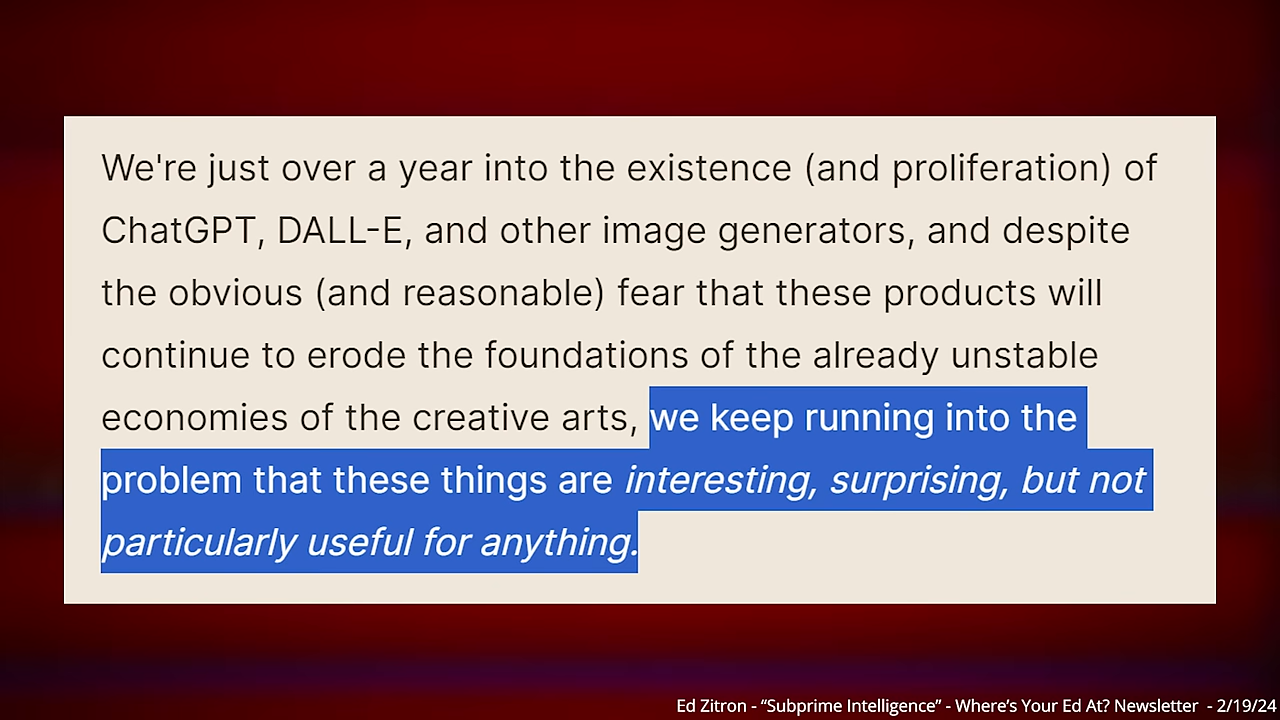 We're just over a year into the existence (and proliferation) of
ChatGPT, DALL-E, and other image generators, and despite
the obvious (and reasonable) fear that these products will
continue to erode the foundations of the already unstable
economies of the creative arts, we keep running into the
problem that these things are interesting, surprising, but not
particularly useful for anything.
Ed Zitron - “Subprime Intelligence” - Where’s Your Ed At? Newsletter - 2/19/24